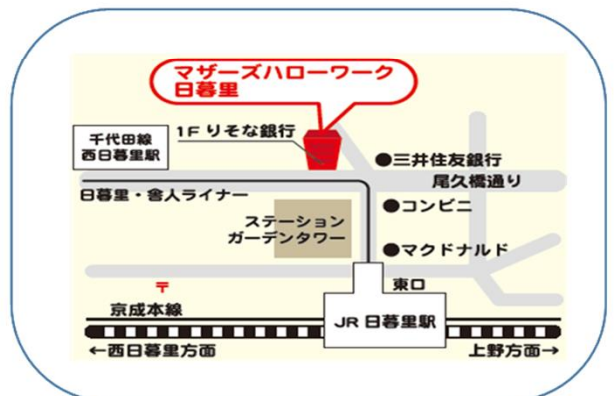 マザーズハローワーク
日暮里
1F りそな銀行
千代田線
西日暮里駅
●三井住友銀行
尾久橋通り
日暮里・舎人ライナー
●コンビニ
ステーション
ガーデンタワー
●マクドナルド
〒
東口
京成本線
JR 日暮里駅
←西日暮里方面
上野方面→